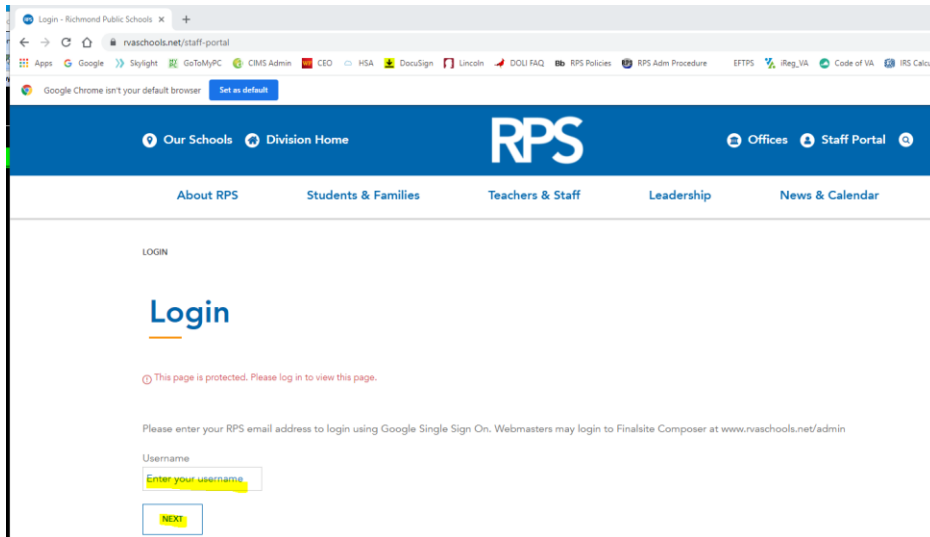 RPS Login - Richmond Public Schools × +
rvaschools.net/staff-portal
Apps G Google Skylight GoToMyPC CIMS Admin CEO HSA DocuSign Lincoln DOLI FAQ Bb RPS Policies RPS Adm Procedure EFTPS iReg_VA Code of VA IRS Calcu
Google Chrome isn't your default browser Set as default
Our Schools Division Home RPS Offices Staff Portal
About RPS Students & Families Teachers & Staff Leadership News & Calendar
LOGIN
Login
This page is protected. Please log in to view this page.
Please enter your RPS email address to login using Google Single Sign On. Webmasters may login to Finalsite Composer at www.rvaschools.net/admin
Username
Enter your username
NEXT